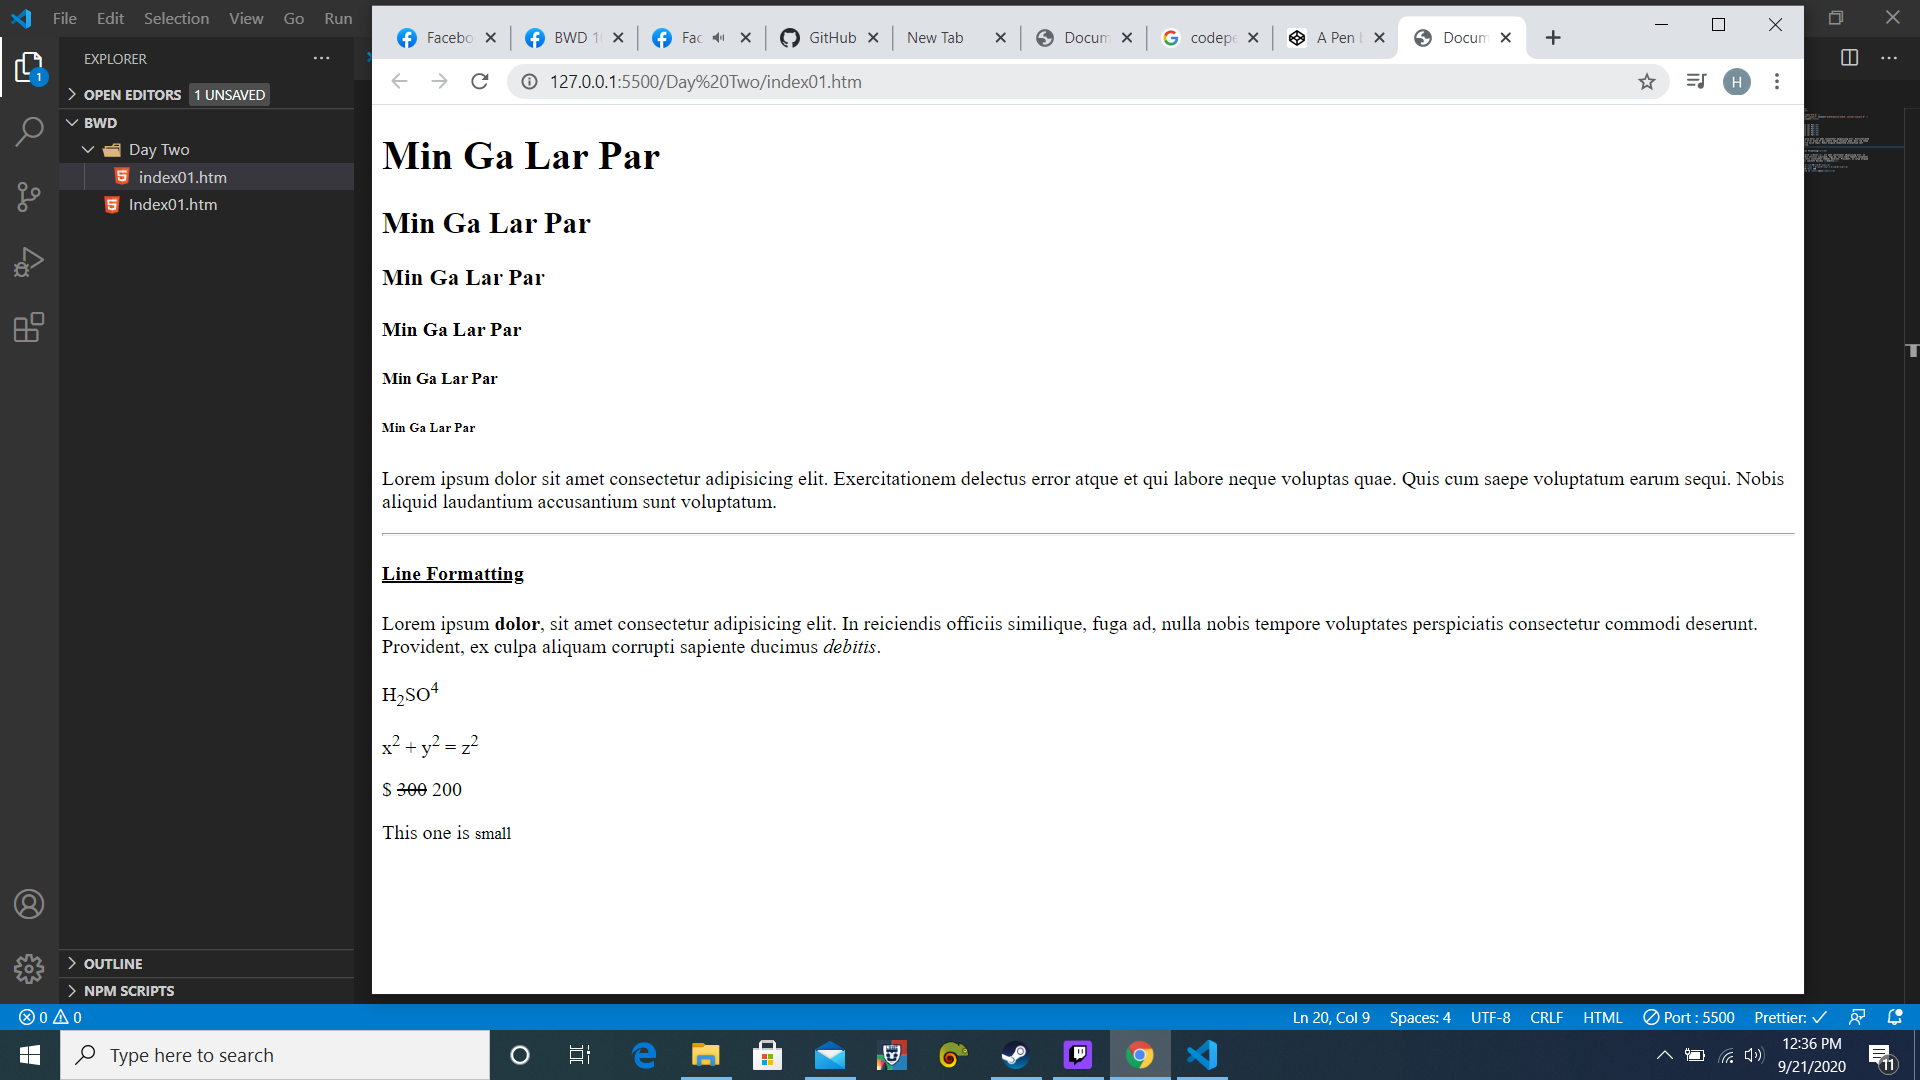 File Edit Selection View Go Run
Facebo BWD 1 Fac GitHub New Tab Docum codepe A Pen b Docum
EXPLORER
127.0.0.1:5500/Day%20Two/index01.htm
H
OPEN EDITORS 1 UNSAVED
1
BWD
Day Two
index01.htm
Index01.htm
Min Ga Lar Par
Min Ga Lar Par
Min Ga Lar Par
Min Ga Lar Par
Min Ga Lar Par
Min Ga Lar Par
Lorem ipsum dolor sit amet consectetur adipisicing elit. Exercitationem delectus error atque et qui labore neque voluptas quae. Quis cum saepe voluptatum earum sequi. Nobis
aliquid laudantium accusantium sunt voluptatum.
Line Formatting
Lorem ipsum dolor, sit amet consectetur adipisicing elit. In reiciendis officiis similique, fuga ad, nulla nobis tempore voluptates perspiciatis consectetur commodi deserunt.
Provident, ex culpa aliquam corrupti sapiente ducimus debitis.
H₂SO⁴
x² + y² = z²
$ 300 200
This one is small
OUTLINE
NPM SCRIPTS
0 0 Ln 20, Col 9 Spaces: 4 UTF-8 CRLF HTML Port : 5500 Prettier: ✓
Type here to search
12:36 PM
9/21/2020
11